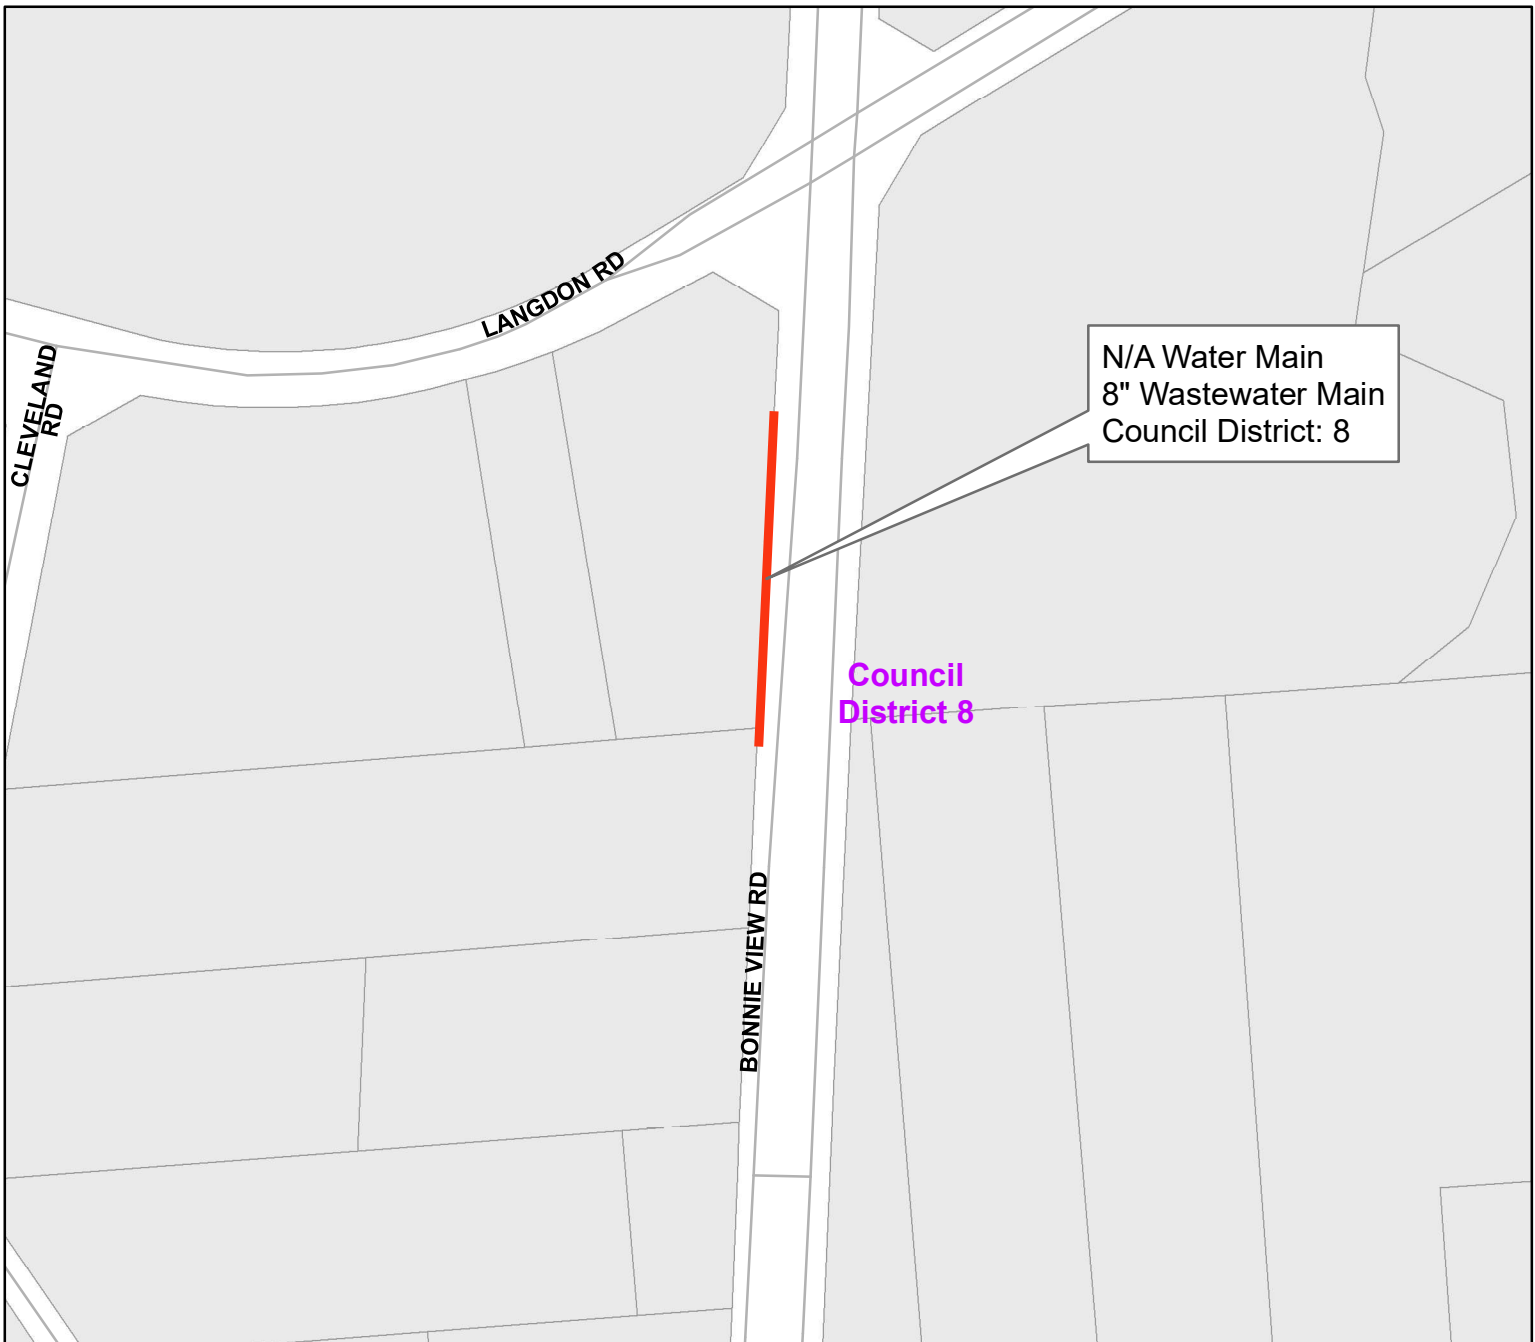 LANGDON RD
CLEVELAND
RD
N/A Water Main
8" Wastewater Main
Council District: 8
Council
District 8
BONNIE VIEW RD